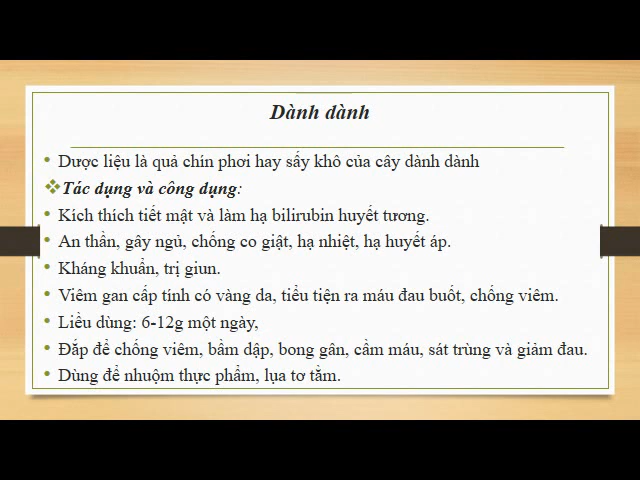 Dành dành
• Dược liệu là quả chín phơi hay sấy khô của cây dành dành
❖Tác dụng và công dụng:
• Kích thích tiết mật và làm hạ bilirubin huyết tương.
• An thần, gây ngủ, chống co giật, hạ nhiệt, hạ huyết áp.
• Kháng khuẩn, trị giun.
• Viêm gan cấp tính có vàng da, tiểu tiện ra máu đau buốt, chống viêm.
• Liều dùng: 6-12g một ngày,
• Đắp để chống viêm, bầm dập, bong gân, cầm máu, sát trùng và giảm đau.
• Dùng để nhuộm thực phẩm, lụa tơ tằm.